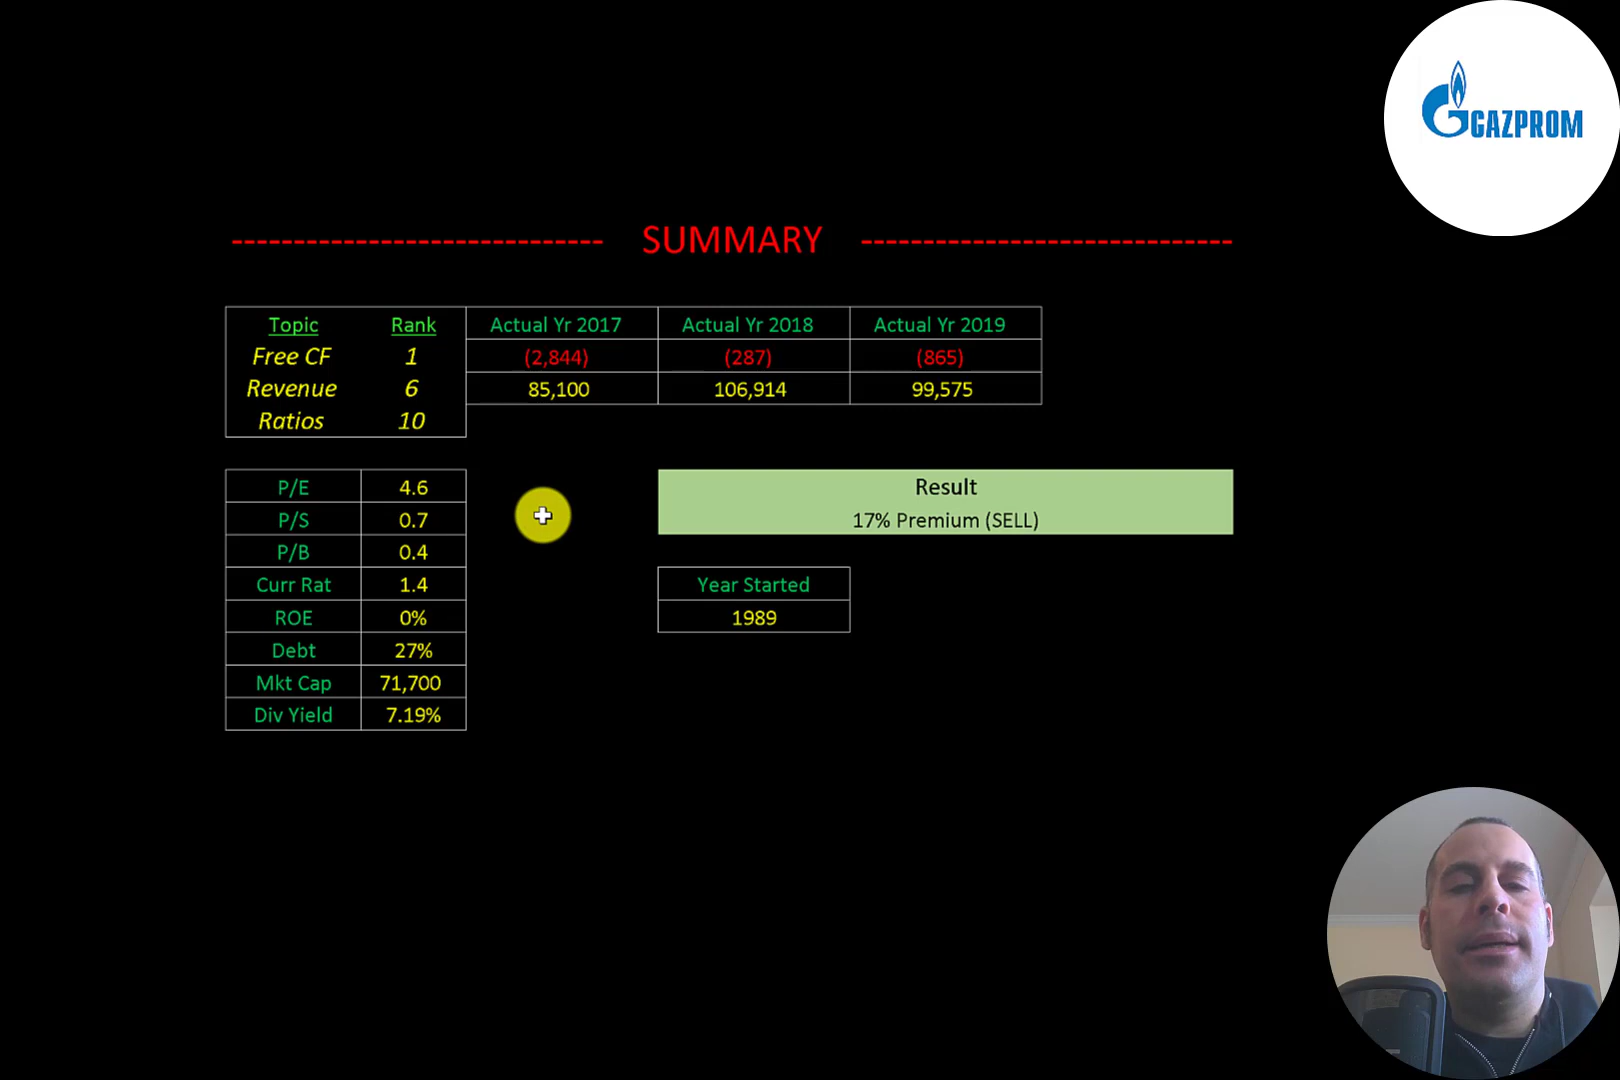 GAZPROM
------------------------------ SUMMARY ------------------------------
Topic Rank Actual Yr 2017 Actual Yr 2018 Actual Yr 2019
Free CF 1 (2,844) (287) (865)
Revenue 6 85,100 106,914 99,575
Ratios 10
P/E 4.6
P/S 0.7
P/B 0.4
Curr Rat 1.4
ROE 0%
Debt 27%
Mkt Cap 71,700
Div Yield 7.19%
Result
17% Premium (SELL)
Year Started
1989